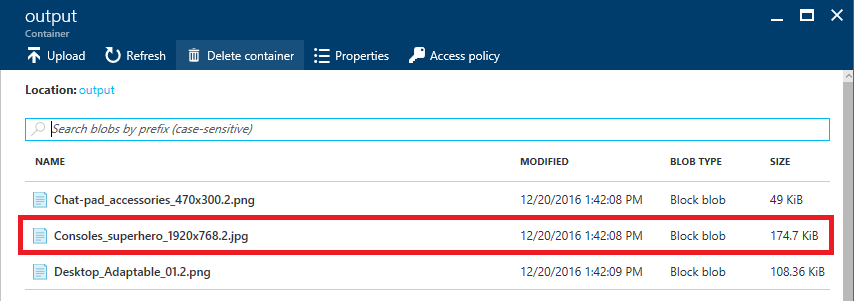 output
Container
Upload Refresh Delete container Properties Access policy
Location: output
Search blobs by prefix (case-sensitive)
NAME MODIFIED BLOB TYPE SIZE
Chat-pad_accessories_470x300.2.png 12/20/2016 1:42:08 PM Block blob 49 KiB
Consoles_superhero_1920x768.2.jpg 12/20/2016 1:42:08 PM Block blob 174.7 KiB
Desktop_Adaptable_01.2.png 12/20/2016 1:42:09 PM Block blob 108.36 KiB